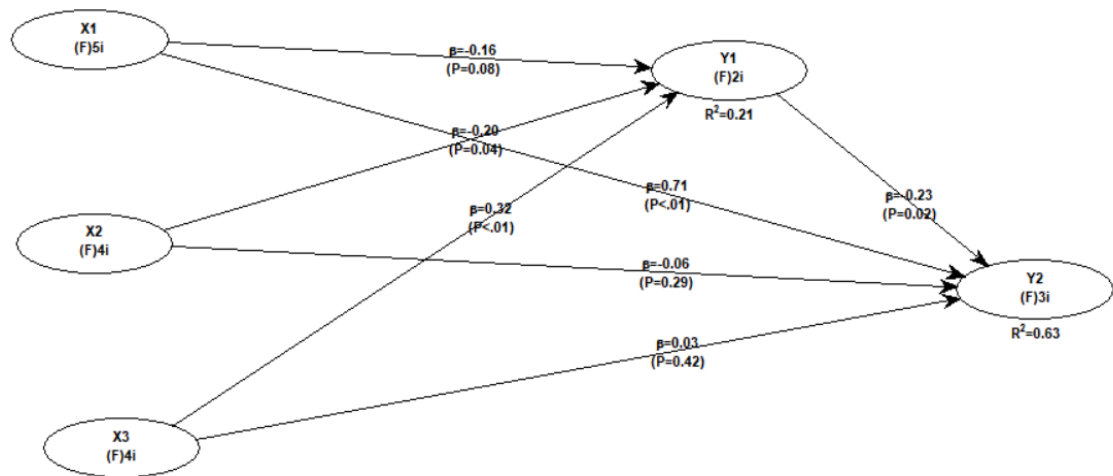 X1
(F)5i
β=-0.16
(P=0.08)
Y1
(F)2i
R²=0.21
β=-0.20
(P=0.04)
β=0.71
(P<.01)
β=-0.23
(P=0.02)
β=0.32
(P<.01)
X2
(F)4i
β=-0.06
(P=0.29)
Y2
(F)3i
R²=0.63
β=0.03
(P=0.42)
X3
(F)4i